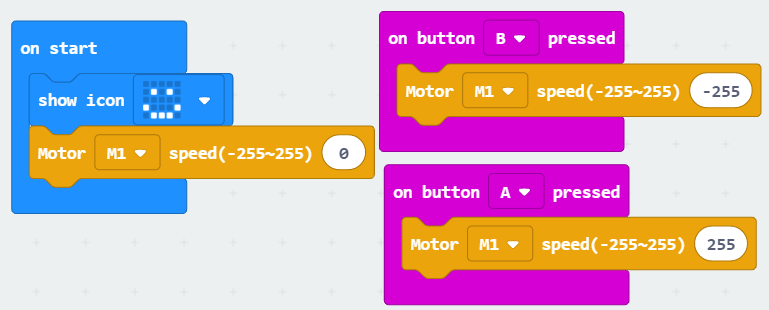 on start
show icon
Motor M1 speed(-255~255) 0
on button B pressed
Motor M1 speed(-255~255) -255
on button A pressed
Motor M1 speed(-255~255) 255